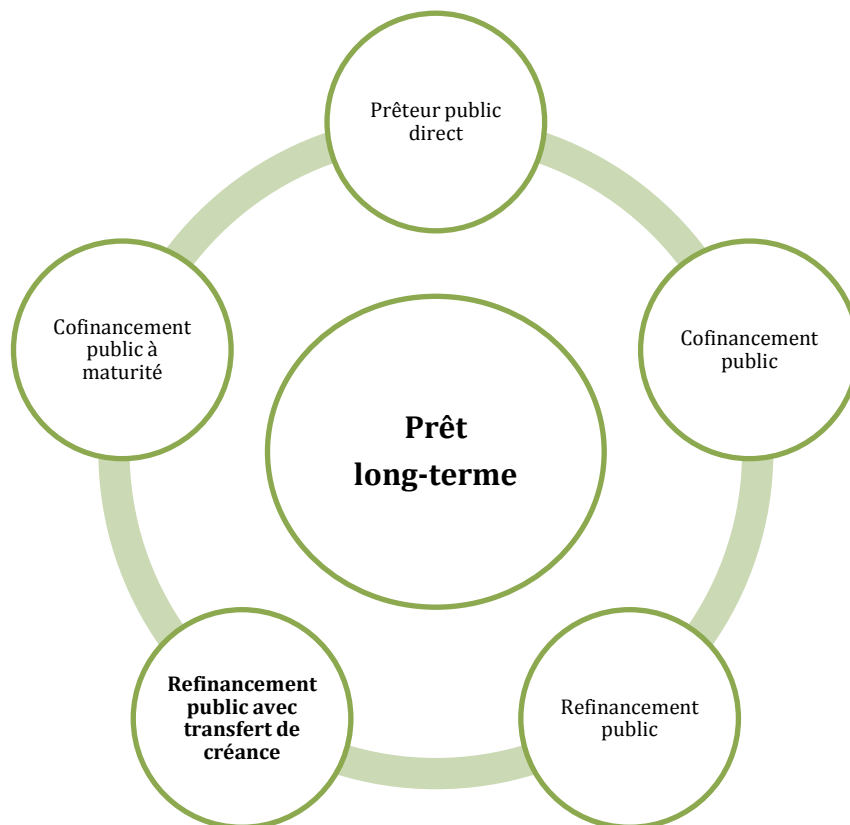 Prêteur public
direct
Cofinancement
public
Refinancement
public
Refinancement
public avec
transfert de
créance
Cofinancement
public à
maturité
Prêt
long-terme